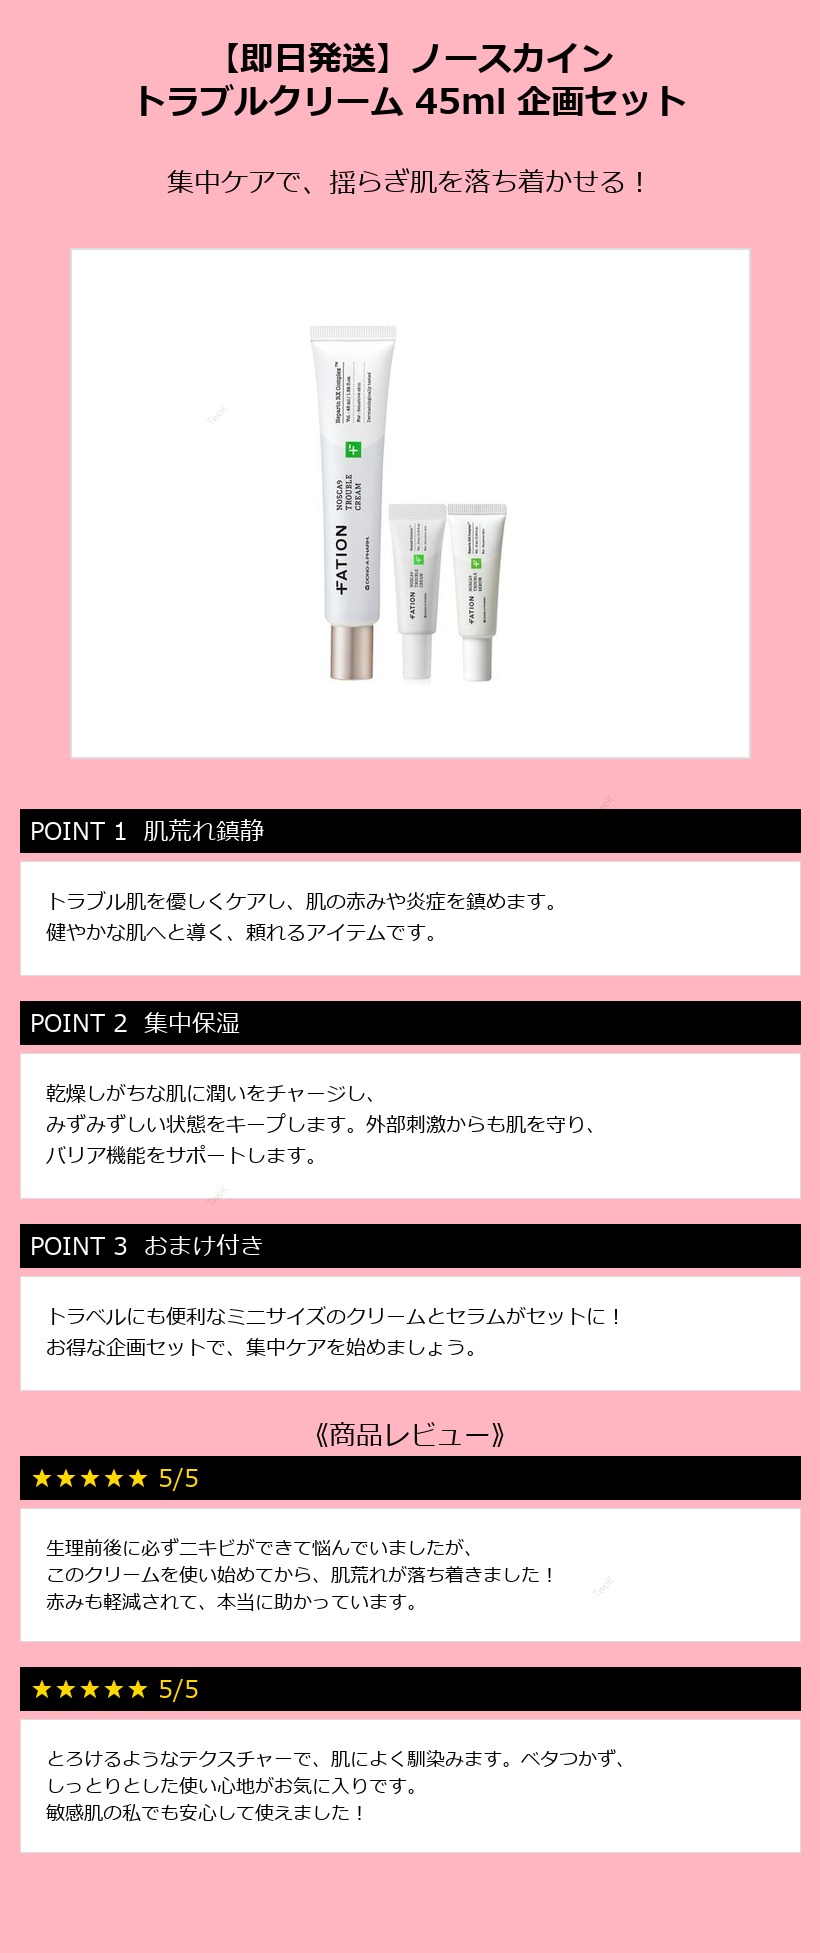 【即日発送】ノースカイン
トラブルクリーム 45ml 企画セット
集中ケアで、揺らぎ肌を落ち着かせる！
Heparin RX Complex™
For : Sensitive skin
Dermatologically tested
NOSCA9
TROUBLE
CREAM
FATION
DONG-A PHARM.
NOSCA9
TROUBLE
CREAM
FATION
NOSCA9
TROUBLE
SERUM
FATION
POINT 1 肌荒れ鎮静
トラブル肌を優しくケアし、肌の赤みや炎症を鎮めます。
健やかな肌へと導く、頼れるアイテムです。
POINT 2 集中保湿
乾燥しがちな肌に潤いをチャージし、
みずみずしい状態をキープします。外部刺激からも肌を守り、
バリア機能をサポートします。
POINT 3 おまけ付き
トラベルにも便利なミニサイズのクリームとセラムがセットに！
お得な企画セットで、集中ケアを始めましょう。
《商品レビュー》
★★★★★ 5/5
生理前後に必ずニキビができて悩んでいましたが、
このクリームを使い始めてから、肌荒れが落ち着きました！
赤みも軽減されて、本当に助かっています。
★★★★★ 5/5
とろけるようなテクスチャーで、肌によく馴染みます。ベタつかず、
しっとりとした使い心地がお気に入りです。
敏感肌の私でも安心して使えました！